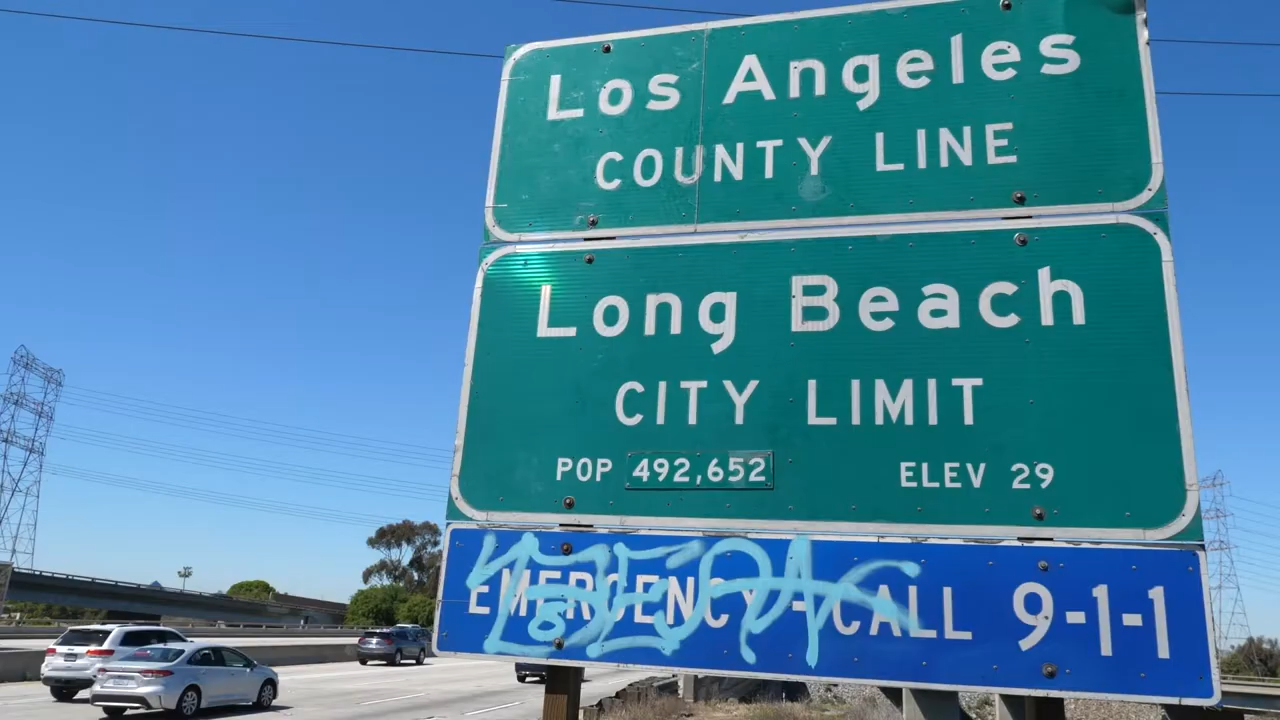 Los Angeles
COUNTY LINE
Long Beach
CITY LIMIT
POP 492,652 ELEV 29
EMERGENCY-CALL 9-1-1